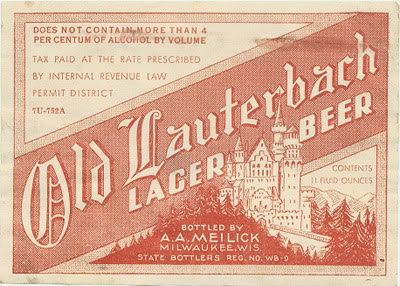 DOES NOT CONTAIN MORE THAN 4
PER CENTUM OF ALCOHOL BY VOLUME
TAX PAID AT THE RATE PRESCRIBED
BY INTERNAL REVENUE LAW
PERMIT DISTRICT
7U-752A
Old Lauterbach
LAGER BEER
CONTENTS
11 FLUID OUNCES
BOTTLED BY
A.A. MEILICK
MILWAUKEE, WIS.
STATE BOTTLERS REG. NO. WB-9